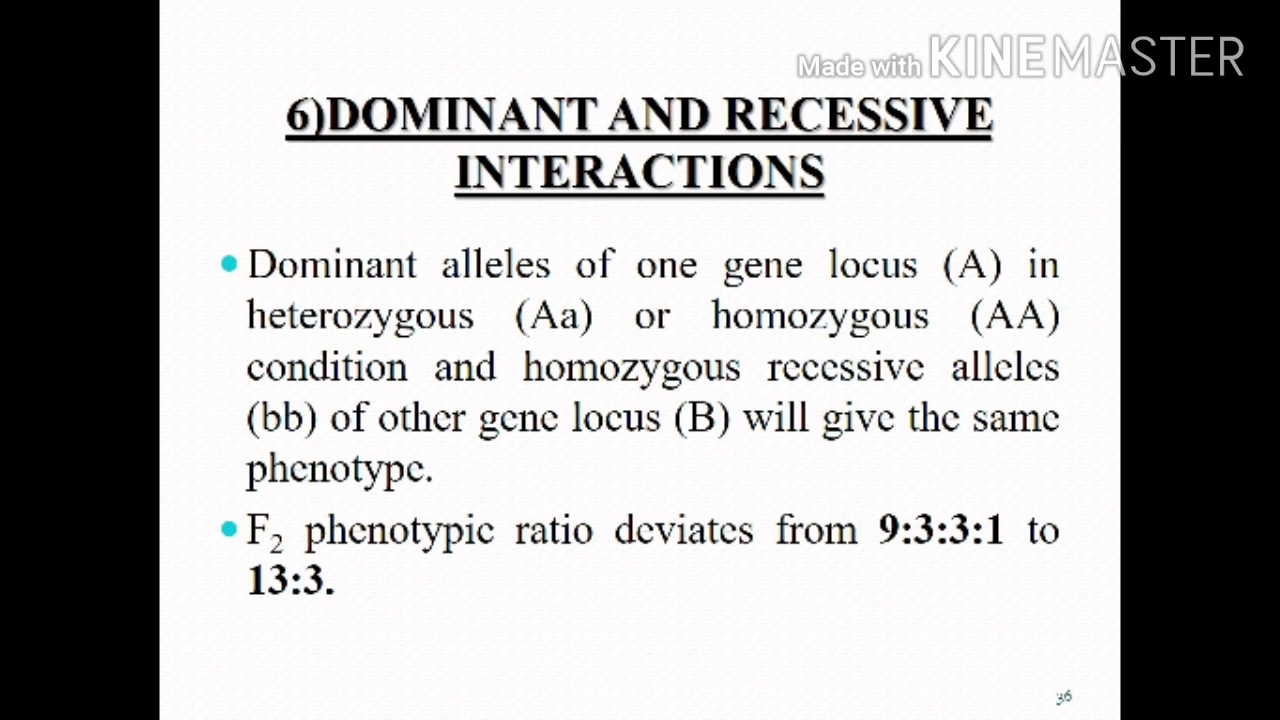 Made with KINEMASTER
6)DOMINANT AND RECESSIVE
INTERACTIONS
• Dominant alleles of one gene locus (A) in
heterozygous (Aa) or homozygous (AA)
condition and homozygous recessive alleles
(bb) of other gene locus (B) will give the same
phenotype.
• F₂ phenotypic ratio deviates from 9:3:3:1 to
13:3.
36